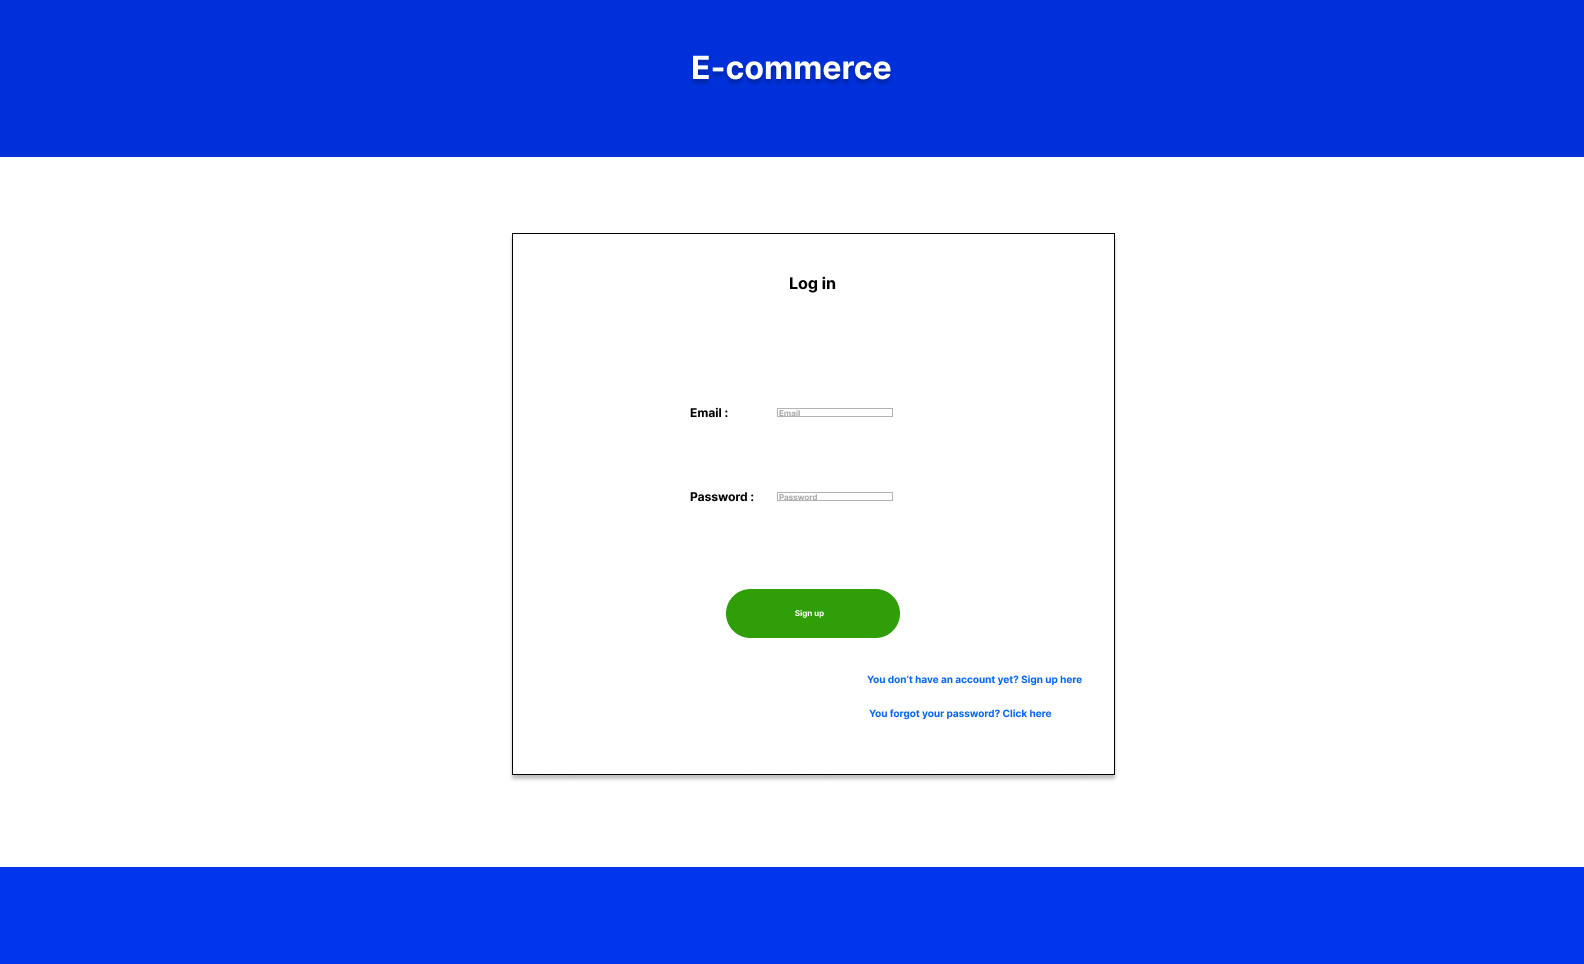 E-commerce
Log in
Email :
Email
Password :
Password
Sign up
You don’t have an account yet? Sign up here
You forgot your password? Click here